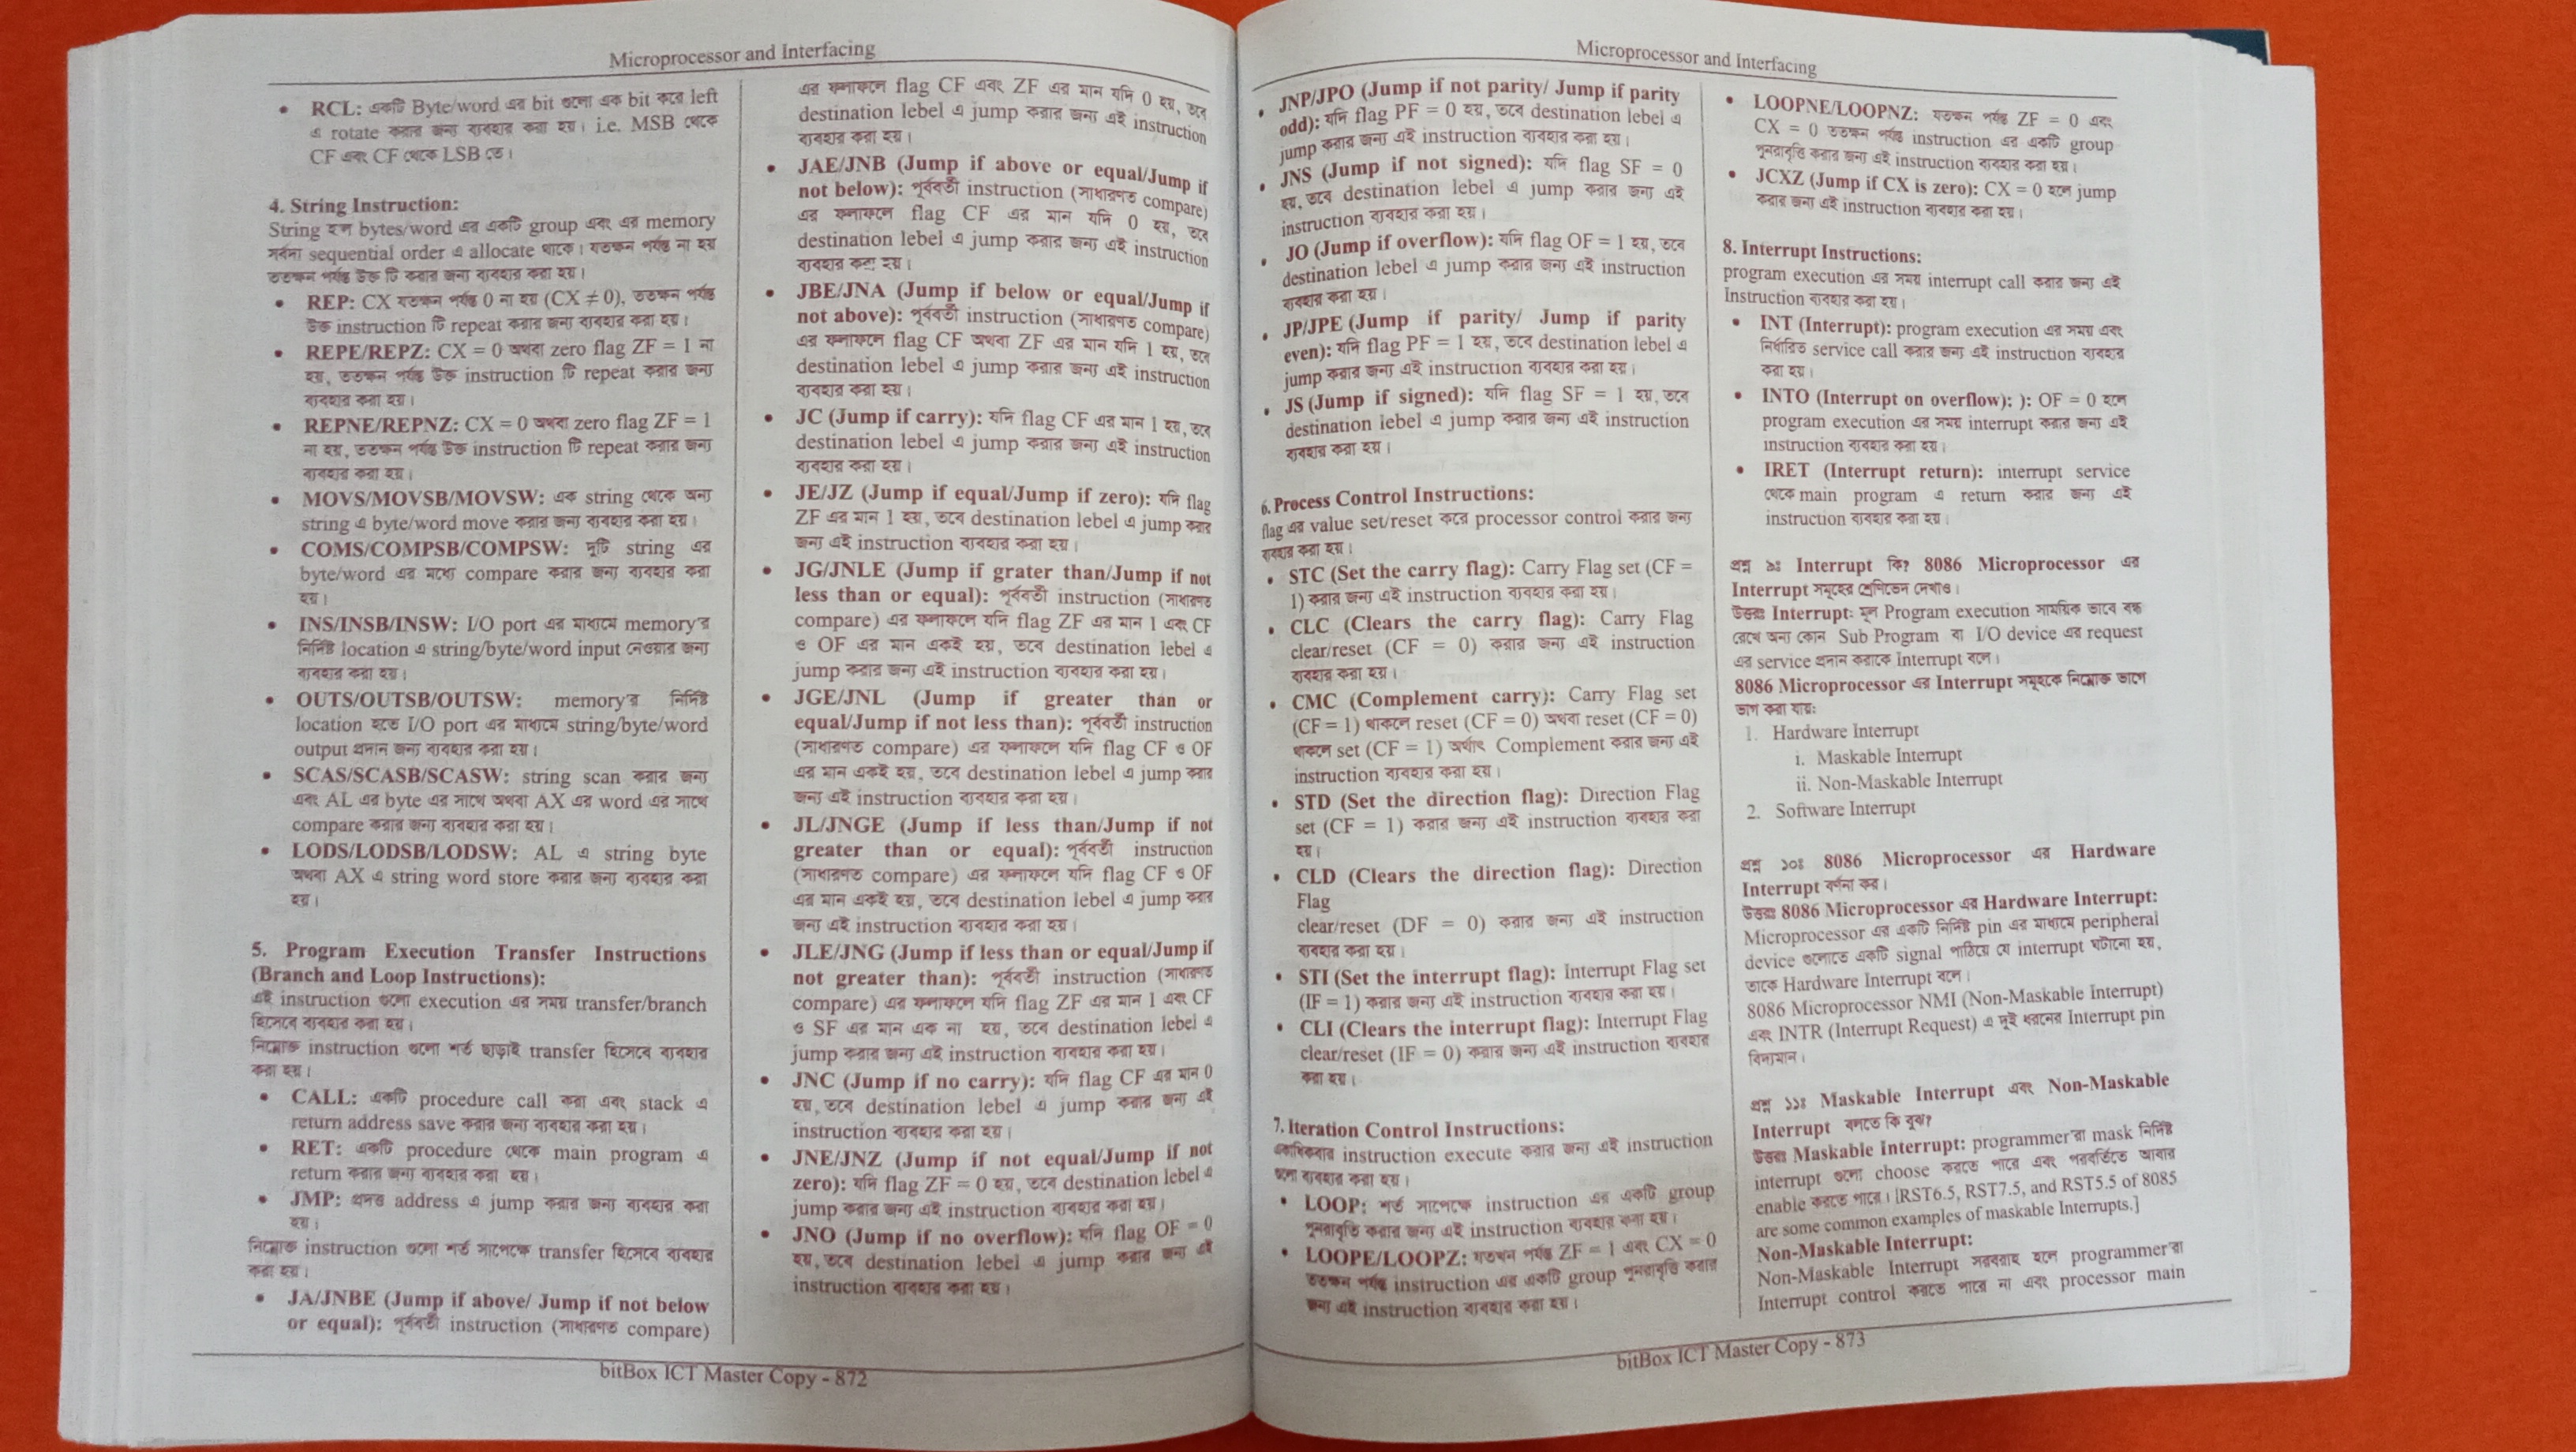 Microprocessor and Interfacing
• RCL: একটি Byte/word এর bit গুলো এক bit করে left
এ rotate করার জন্য ব্যবহার করা হয়। i.e. MSB থেকে
CF এবং CF থেকে LSB তে।
4. String Instruction:
String হল bytes/word এর একটি group এবং এর memory
সর্বদা sequential order এ allocate থাকে। যতক্ষন পর্যন্ত না হয়
ততক্ষন পর্যন্ত উক্ত টি করার জন্য ব্যবহার করা হয়।
• REP: CX যতক্ষন পর্যন্ত 0 না হয় (CX ≠ 0), ততক্ষন পর্যন্ত
উক্ত instruction টি repeat করার জন্য ব্যবহার করা হয়।
• REPE/REPZ: CX = 0 অথবা zero flag ZF = 1 না
হয়, ততক্ষন পর্যন্ত উক্ত instruction টি repeat করার জন্য
ব্যবহার করা হয়।
• REPNE/REPNZ: CX = 0 অথবা zero flag ZF = 1
না হয়, ততক্ষন পর্যন্ত উক্ত instruction টি repeat করার জন্য
ব্যবহার করা হয়।
• MOVS/MOVSB/MOVSW: এক string থেকে অন্য
string এ byte/word move করার জন্য ব্যবহার করা হয়।
• COMS/COMPSB/COMPSW: দুটি string এর
byte/word এর মধ্যে compare করার জন্য ব্যবহার করা
হয়।
• INS/INSB/INSW: I/O port এর মাধ্যমে memory'র
নির্দিষ্ট location এ string/byte/word input নেওয়ার জন্য
ব্যবহার করা হয়।
• OUTS/OUTSB/OUTSW: memory'র নির্দিষ্ট
location হতে I/O port এর মাধ্যমে string/byte/word
output প্রদান জন্য ব্যবহার করা হয়।
• SCAS/SCASB/SCASW: string scan করার জন্য
এবং AL এর byte এর সাথে অথবা AX এর word এর সাথে
compare করার জন্য ব্যবহার করা হয়।
• LODS/LODSB/LODSW: AL এ string byte
অথবা AX এ string word store করার জন্য ব্যবহার করা
হয়।
5. Program Execution Transfer Instructions
(Branch and Loop Instructions):
এই instruction গুলো execution এর সময় transfer/branch
হিসেবে ব্যবহার করা হয়।
নিম্নোক্ত instruction গুলো শর্ত ছাড়াই transfer হিসেবে ব্যবহার
করা হয়।
• CALL: একটি procedure call করা এবং stack এ
return address save করার জন্য ব্যবহার করা হয়।
• RET: একটি procedure থেকে main program এ
return করার জন্য ব্যবহার করা হয়।
• JMP: প্রদত্ত address এ jump করার জন্য ব্যবহার করা
হয়।
নিম্নোক্ত instruction গুলো শর্ত সাপেক্ষে transfer হিসেবে ব্যবহার
করা হয়।
• JA/JNBE (Jump if above/ Jump if not below
or equal): পূর্ববর্তী instruction (সাধারণত compare)
এর ফলাফলে flag CF এবং ZF এর মান যদি 0 হয়, তবে
destination lebel এ jump করার জন্য এই instruction
ব্যবহার করা হয়।
• JAE/JNB (Jump if above or equal/Jump if
not below): পূর্ববর্তী instruction (সাধারণত compare)
এর ফলাফলে flag CF এর মান যদি 0 হয়, তবে
destination lebel এ jump করার জন্য এই instruction
ব্যবহার করা হয়।
• JBE/JNA (Jump if below or equal/Jump if
not above): পূর্ববর্তী instruction (সাধারণত compare)
এর ফলাফলে flag CF অথবা ZF এর মান যদি 1 হয়, তবে
destination lebel এ jump করার জন্য এই instruction
ব্যবহার করা হয়।
• JC (Jump if carry): যদি flag CF এর মান 1 হয়, তবে
destination lebel এ jump করার জন্য এই instruction
ব্যবহার করা হয়।
• JE/JZ (Jump if equal/Jump if zero): যদি flag
ZF এর মান 1 হয়, তবে destination lebel এ jump করার
জন্য এই instruction ব্যবহার করা হয়।
• JG/JNLE (Jump if grater than/Jump if not
less than or equal): পূর্ববর্তী instruction (সাধারণত
compare) এর ফলাফলে যদি flag ZF এর মান 1 এবং CF
ও OF এর মান একই হয়, তবে destination lebel এ
jump করার জন্য এই instruction ব্যবহার করা হয়।
• JGE/JNL (Jump if greater than or
equal/Jump if not less than): পূর্ববর্তী instruction
(সাধারণত compare) এর ফলাফলে যদি flag CF ও OF
এর মান একই হয়, তবে destination lebel এ jump করার
জন্য এই instruction ব্যবহার করা হয়।
• JL/JNGE (Jump if less than/Jump if not
greater than or equal): পূর্ববর্তী instruction
(সাধারণত compare) এর ফলাফলে যদি flag CF ও OF
এর মান একই হয়, তবে destination lebel এ jump করার
জন্য এই instruction ব্যবহার করা হয়।
• JLE/JNG (Jump if less than or equal/Jump if
not greater than): পূর্ববর্তী instruction (সাধারণত
compare) এর ফলাফলে যদি flag ZF এর মান 1 এবং CF
ও SF এর মান এক না হয়, তবে destination lebel এ
jump করার জন্য এই instruction ব্যবহার করা হয়।
• JNC (Jump if no carry): যদি flag CF এর মান 0
হয়, তবে destination lebel এ jump করার জন্য এই
instruction ব্যবহার করা হয়।
• JNE/JNZ (Jump if not equal/Jump if not
zero): যদি flag ZF = 0 হয়, তবে destination lebel এ
jump করার জন্য এই instruction ব্যবহার করা হয়।
• JNO (Jump if no overflow): যদি flag OF = 0
হয়, তবে destination lebel এ jump করার জন্য এই
instruction ব্যবহার করা হয়।
bitBox ICT Master Copy - 872
Microprocessor and Interfacing
• JNP/JPO (Jump if not parity/ Jump if parity
odd): যদি flag PF = 0 হয়, তবে destination lebel এ
jump করার জন্য এই instruction ব্যবহার করা হয়।
• JNS (Jump if not signed): যদি flag SF = 0
হয়, তবে destination lebel এ jump করার জন্য এই
instruction ব্যবহার করা হয়।
• JO (Jump if overflow): যদি flag OF = 1 হয়, তবে
destination lebel এ jump করার জন্য এই instruction
ব্যবহার করা হয়।
• JP/JPE (Jump if parity/ Jump if parity
even): যদি flag PF = 1 হয়, তবে destination lebel এ
jump করার জন্য এই instruction ব্যবহার করা হয়।
• JS (Jump if signed): যদি flag SF = 1 হয়, তবে
destination lebel এ jump করার জন্য এই instruction
ব্যবহার করা হয়।
6. Process Control Instructions:
flag এর value set/reset করে processor control করার জন্য
ব্যবহার করা হয়।
• STC (Set the carry flag): Carry Flag set (CF =
1) করার জন্য এই instruction ব্যবহার করা হয়।
• CLC (Clears the carry flag): Carry Flag
clear/reset (CF = 0) করার জন্য এই instruction
ব্যবহার করা হয়।
• CMC (Complement carry): Carry Flag set
(CF = 1) থাকলে reset (CF = 0) অথবা reset (CF = 0)
থাকলে set (CF = 1) অর্থাৎ Complement করার জন্য এই
instruction ব্যবহার করা হয়।
• STD (Set the direction flag): Direction Flag
set (CF = 1) করার জন্য এই instruction ব্যবহার করা
হয়।
• CLD (Clears the direction flag): Direction
Flag
clear/reset (DF = 0) করার জন্য এই instruction
ব্যবহার করা হয়।
• STI (Set the interrupt flag): Interrupt Flag set
(IF = 1) করার জন্য এই instruction ব্যবহার করা হয়।
• CLI (Clears the interrupt flag): Interrupt Flag
clear/reset (IF = 0) করার জন্য এই instruction ব্যবহার
করা হয়।
7. Iteration Control Instructions:
একাধিকবার instruction execute করার জন্য এই instruction
গুলো ব্যবহার করা হয়।
• LOOP: শর্ত সাপেক্ষে instruction এর একটি group
পুনরাবৃত্তি করার জন্য এই instruction ব্যবহার করা হয়।
• LOOPE/LOOPZ: যতখন পর্যন্ত ZF = 1 এবং CX = 0
ততক্ষন পর্যন্ত instruction এর একটি group পুনরাবৃত্তি করার
জন্য এই instruction ব্যবহার করা হয়।
• LOOPNE/LOOPNZ: যতক্ষন পর্যন্ত ZF = 0 এবং
CX = 0 ততক্ষন পর্যন্ত instruction এর একটি group
পুনরাবৃত্তি করার জন্য এই instruction ব্যবহার করা হয়।
• JCXZ (Jump if CX is zero): CX = 0 হলে jump
করার জন্য এই instruction ব্যবহার করা হয়।
8. Interrupt Instructions:
program execution এর সময় interrupt call করার জন্য এই
Instruction ব্যবহার করা হয়।
• INT (Interrupt): program execution এর সময় এবং
নির্ধারিত service call করার জন্য এই instruction ব্যবহার
করা হয়।
• INTO (Interrupt on overflow): ): OF = 0 হলে
program execution এর সময় interrupt করার জন্য এই
instruction ব্যবহার করা হয়।
• IRET (Interrupt return): interrupt service
থেকে main program এ return করার জন্য এই
instruction ব্যবহার করা হয়।
প্রশ্ন ৯ঃ Interrupt কি? 8086 Microprocessor এর
Interrupt সমূহের শ্রেণিভেদ দেখাও।
উত্তরঃ Interrupt: মূল Program execution সাময়িক ভাবে বন্ধ
রেখে অন্য কোন Sub Program বা I/O device এর request
এর service প্রদান করাকে Interrupt বলে।
8086 Microprocessor এর Interrupt সমূহকে নিম্নোক্ত ভাগে
ভাগ করা যায়ঃ
1. Hardware Interrupt
i. Maskable Interrupt
ii. Non-Maskable Interrupt
2. Software Interrupt
প্রশ্ন ১০ঃ 8086 Microprocessor এর Hardware
Interrupt বর্ণনা কর।
উত্তরঃ 8086 Microprocessor এর Hardware Interrupt:
Microprocessor এর একটি নির্দিষ্ট pin এর মাধ্যমে peripheral
device গুলোতে একটি signal পাঠিয়ে যে interrupt ঘটানো হয়,
তাকে Hardware Interrupt বলে।
8086 Microprocessor NMI (Non-Maskable Interrupt)
এবং INTR (Interrupt Request) এ দুই ধরনের Interrupt pin
বিদ্যমান।
প্রশ্ন ১১ঃ Maskable Interrupt এবং Non-Maskable
Interrupt বলতে কি বুঝ?
উত্তরঃ Maskable Interrupt: programmer'রা mask নির্দিষ্ট
interrupt গুলো choose করতে পারে এবং পরবর্তিতে আবার
enable করতে পারে। [RST6.5, RST7.5, and RST5.5 of 8085
are some common examples of maskable Interrupts.]
Non-Maskable Interrupt:
Non-Maskable Interrupt সরবরাহ হলে programmer'রা
Interrupt control করতে পারে না এবং processor main
bitBox ICT Master Copy - 873